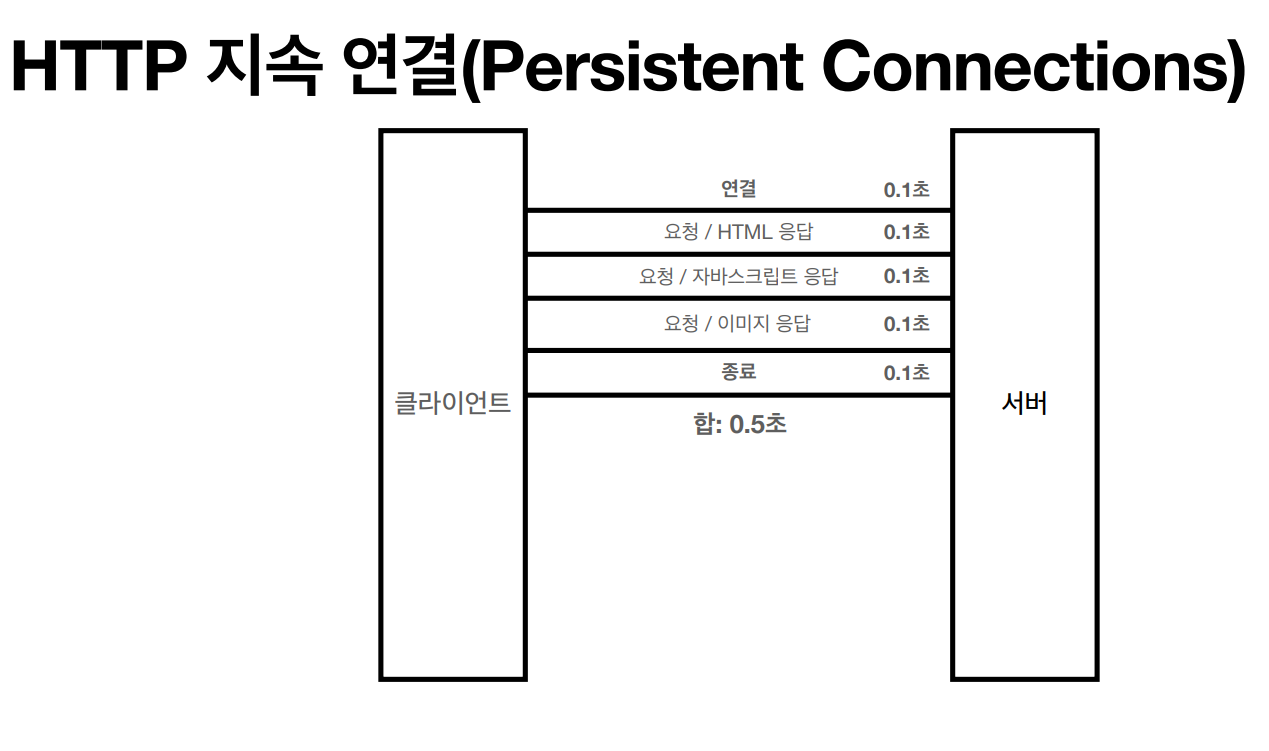 HTTP 지속 연결(Persistent Connections)
연결 0.1초
요청 / HTML 응답 0.1초
요청 / 자바스크립트 응답 0.1초
요청 / 이미지 응답 0.1초
종료 0.1초
클라이언트
서버
합: 0.5초